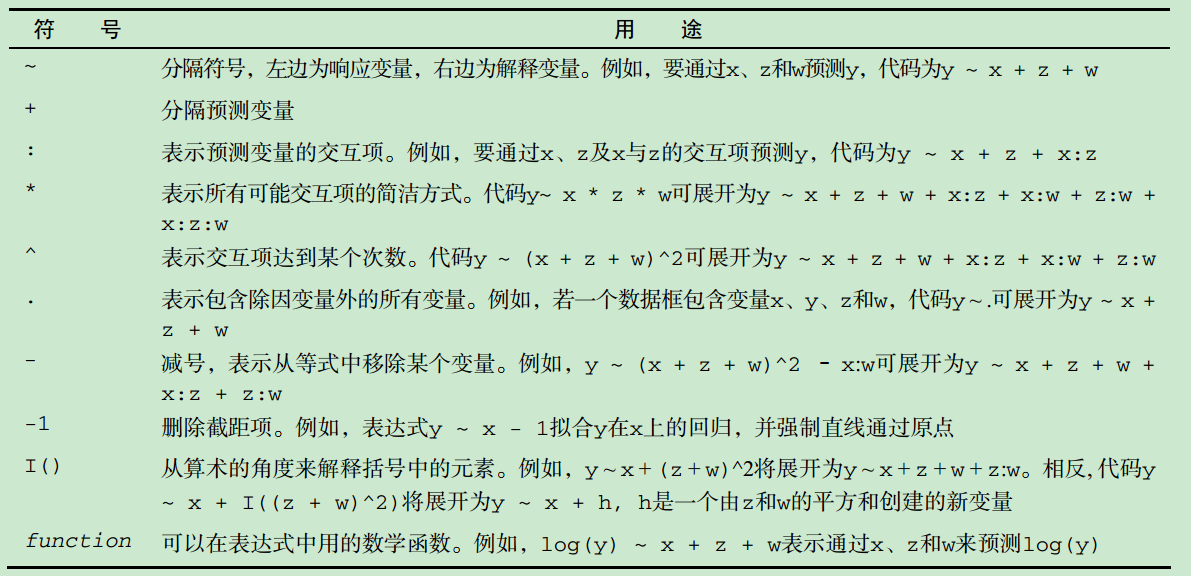 符 号 用 途
~ 分隔符号，左边为响应变量，右边为解释变量。例如，要通过x、z和w预测y，代码为y ~ x + z + w
+ 分隔预测变量
: 表示预测变量的交互项。例如，要通过x、z及x与z的交互项预测y，代码为y ~ x + z + x:z
* 表示所有可能交互项的简洁方式。代码y~ x * z * w可展开为y ~ x + z + w + x:z + x:w + z:w +
x:z:w
^ 表示交互项达到某个次数。代码y ~ (x + z + w)^2可展开为y ~ x + z + w + x:z + x:w + z:w
. 表示包含除因变量外的所有变量。例如，若一个数据框包含变量x、y、z和w，代码y~.可展开为y ~ x +
z + w
- 减号，表示从等式中移除某个变量。例如，y ~ (x + z + w)^2 - x:w可展开为y ~ x + z + w +
x:z + z:w
-1 删除截距项。例如，表达式y ~ x - 1拟合y在x上的回归，并强制直线通过原点
I() 从算术的角度来解释括号中的元素。例如，y~x+(z+w)^2将展开为y~x+z+w+z:w。相反,代码y
~ x + I((z + w)^2)将展开为y ~ x + h, h是一个由z和w的平方和创建的新变量
function 可以在表达式中用的数学函数。例如，log(y) ~ x + z + w表示通过x、z和w来预测log(y)